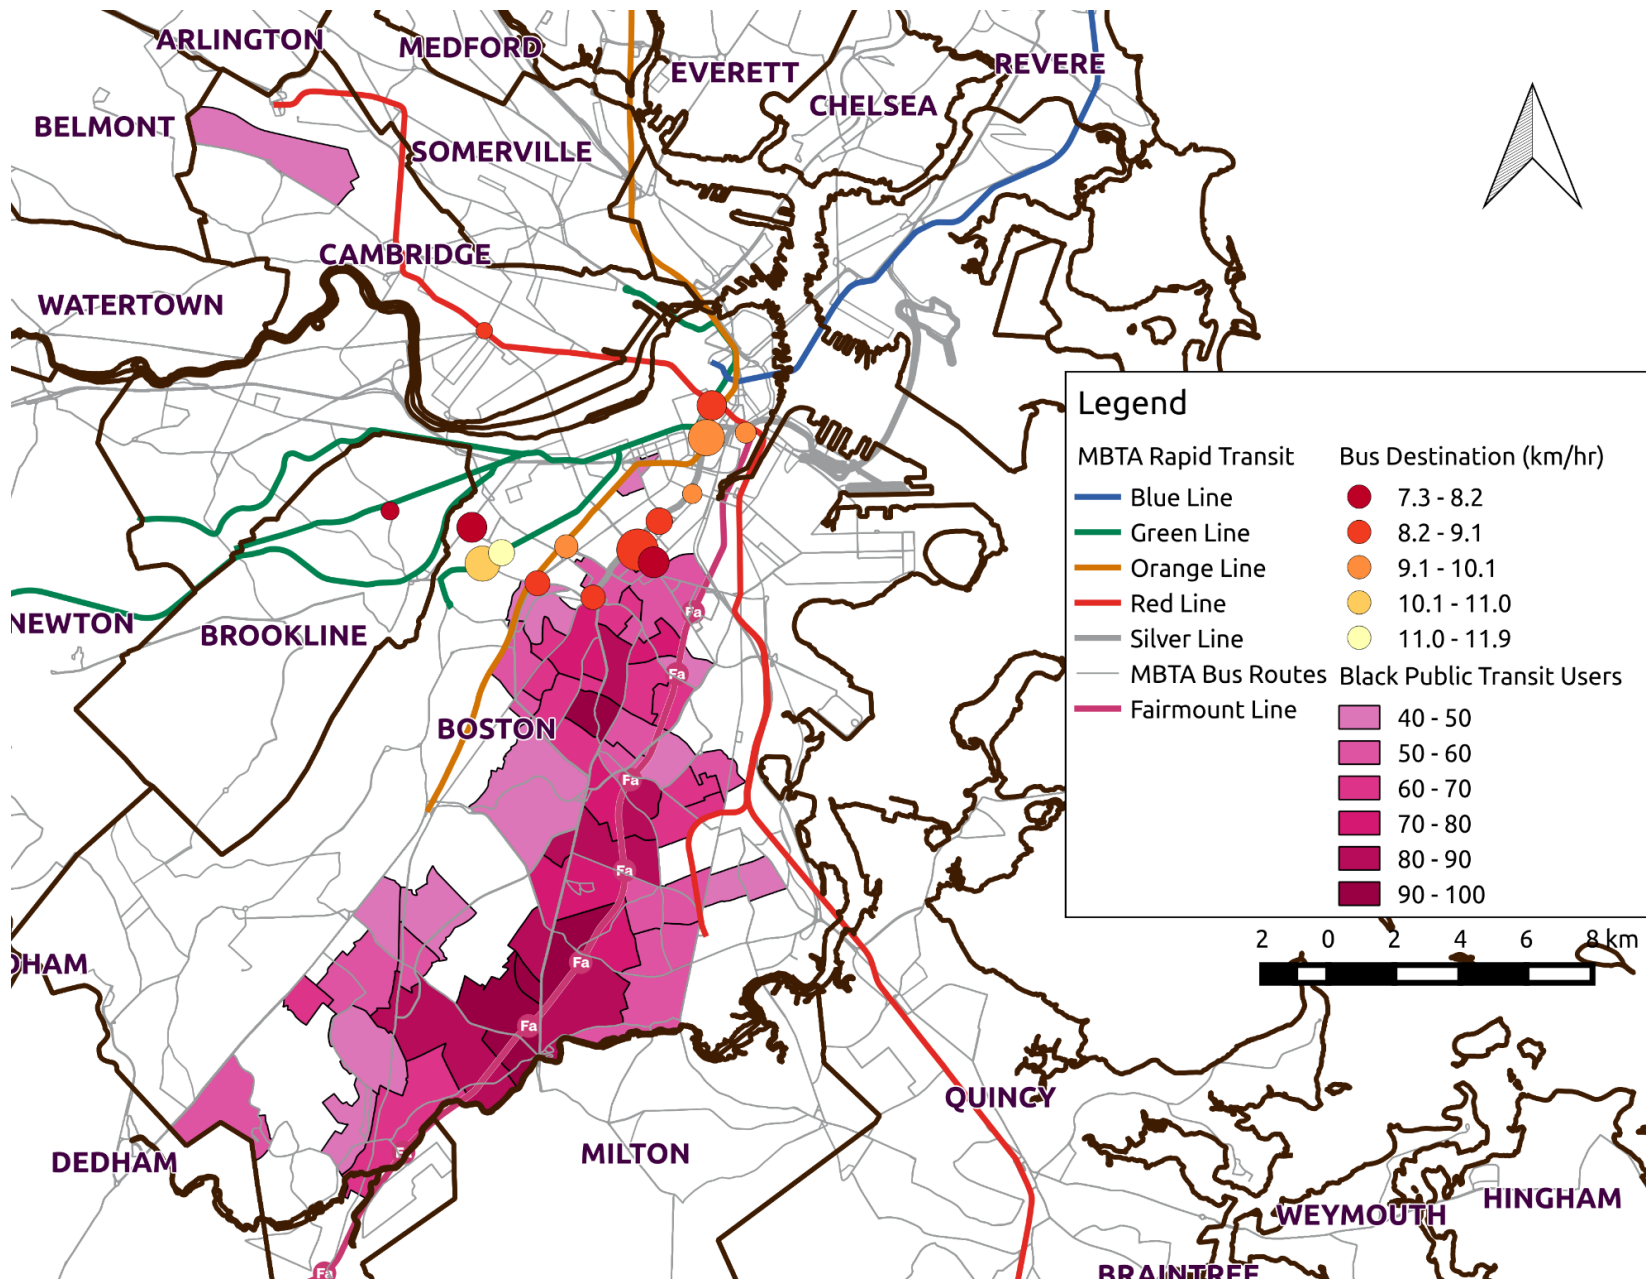 ARLINGTON
MEDFORD
REVERE
EVERETT
CHELSEA
BELMONT
SOMERVILLE
CAMBRIDGE
WATERTOWN
Legend
MBTA Rapid Transit
Blue Line
Green Line
Orange Line
Red Line
Silver Line
MBTA Bus Routes
Fairmount Line
Bus Destination (km/hr)
7.3 - 8.2
8.2 - 9.1
9.1 - 10.1
10.1 - 11.0
11.0 - 11.9
Black Public Transit Users
40 - 50
50 - 60
60 - 70
70 - 80
80 - 90
90 - 100
NEWTON
BROOKLINE
Fa
Fa
BOSTON
Fa
Fa
2 0 2 4 6 8 km
Fa
DHAM
Fa
QUINCY
Fa
MILTON
DEDHAM
HINGHAM
WEYMOUTH
Fa
BRAINTREE